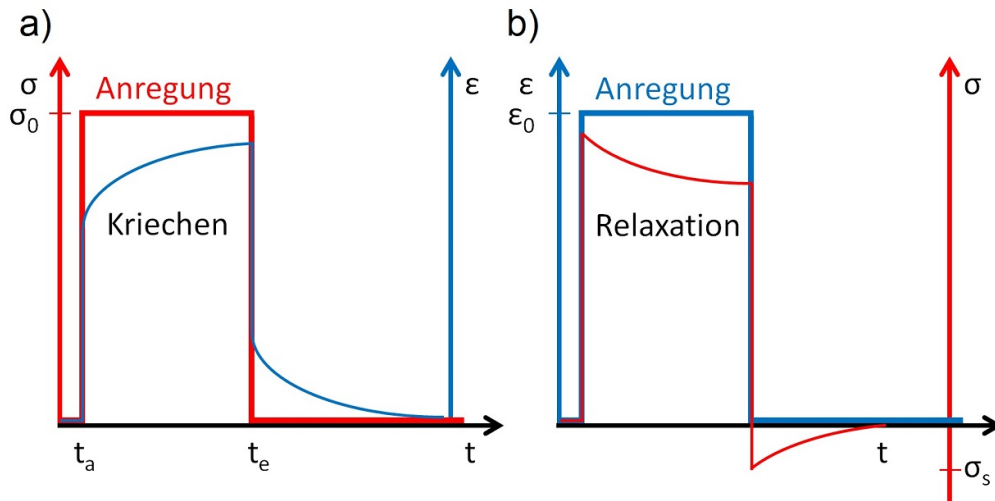 a)
σ
Anregung
ε
σ₀
Kriechen
tₐ
tₑ
t
b)
ε
Anregung
σ
ε₀
Relaxation
t
σₛ